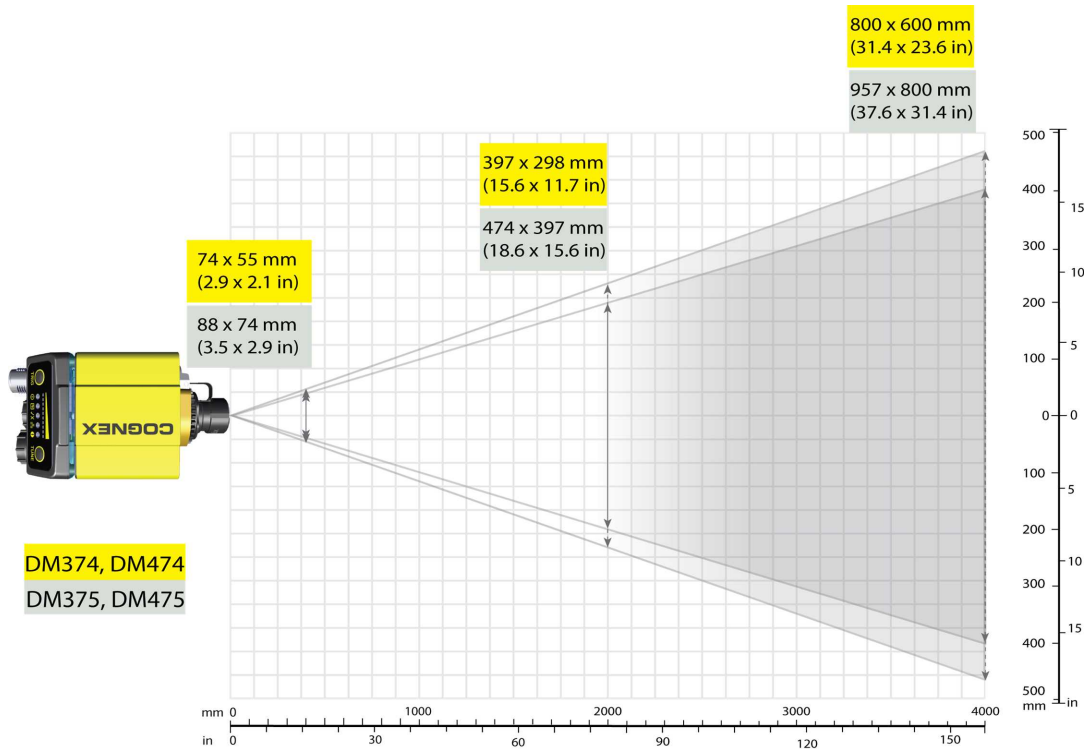 800 x 600 mm
(31.4 x 23.6 in)
957 x 800 mm
(37.6 x 31.4 in)
397 x 298 mm
(15.6 x 11.7 in)
474 x 397 mm
(18.6 x 15.6 in)
74 x 55 mm
(2.9 x 2.1 in)
88 x 74 mm
(3.5 x 2.9 in)
COGNEX
TRIG
TUNE
DM374, DM474
DM375, DM475
500
400
300
200
100
0
100
200
300
400
500
mm
15
10
5
0
5
10
15
in
mm 0 1000 2000 3000 4000
in 0 30 60 90 120 150